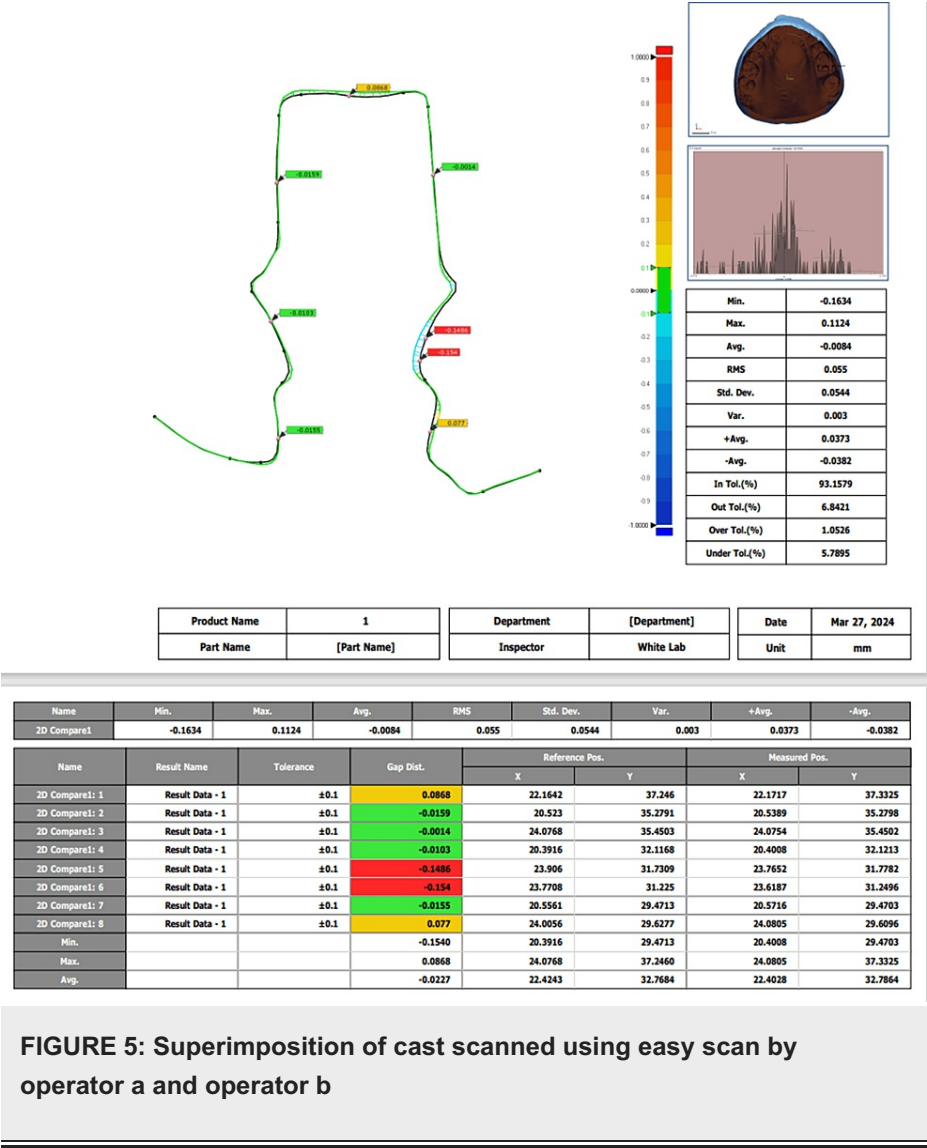 0.0868
-0.0159
-0.0014
-0.0103
-0.1486
-0.154
-0.0155
0.077
1.0000
0.9
0.8
0.7
0.6
0.5
0.4
0.3
0.2
0.1
0.0000
-0.1
-0.2
-0.3
-0.4
-0.5
-0.6
-0.7
-0.8
-0.9
-1.0000
Min. -0.1634
Max. 0.1124
Avg. -0.0084
RMS 0.055
Std. Dev. 0.0544
Var. 0.003
+Avg. 0.0373
-Avg. -0.0382
In Tol.(%) 93.1579
Out Tol.(%) 6.8421
Over Tol.(%) 1.0526
Under Tol.(%) 5.7895
Product Name 1 Department [Department] Date Mar 27, 2024
Part Name [Part Name] Inspector White Lab Unit mm
Name Min. Max. Avg. RMS Std. Dev. Var. +Avg. -Avg.
2D Compare1 -0.1634 0.1124 -0.0084 0.055 0.0544 0.003 0.0373 -0.0382
Name Result Name Tolerance Gap Dist. Reference Pos. Measured Pos.
X Y X Y
2D Compare1: 1 Result Data - 1 ±0.1 0.0868 22.1642 37.246 22.1717 37.3325
2D Compare1: 2 Result Data - 1 ±0.1 -0.0159 20.523 35.2791 20.5389 35.2798
2D Compare1: 3 Result Data - 1 ±0.1 -0.0014 24.0768 35.4503 24.0754 35.4502
2D Compare1: 4 Result Data - 1 ±0.1 -0.0103 20.3916 32.1168 20.4008 32.1213
2D Compare1: 5 Result Data - 1 ±0.1 -0.1486 23.906 31.7309 23.7652 31.7782
2D Compare1: 6 Result Data - 1 ±0.1 -0.154 23.7708 31.225 23.6187 31.2496
2D Compare1: 7 Result Data - 1 ±0.1 -0.0155 20.5561 29.4713 20.5716 29.4703
2D Compare1: 8 Result Data - 1 ±0.1 0.077 24.0056 29.6277 24.0805 29.6096
Min. -0.1540 20.3916 29.4713 20.4008 29.4703
Max. 0.0868 24.0768 37.2460 24.0805 37.3325
Avg. -0.0227 22.4243 32.7684 22.4028 32.7864
FIGURE 5: Superimposition of cast scanned using easy scan by
operator a and operator b